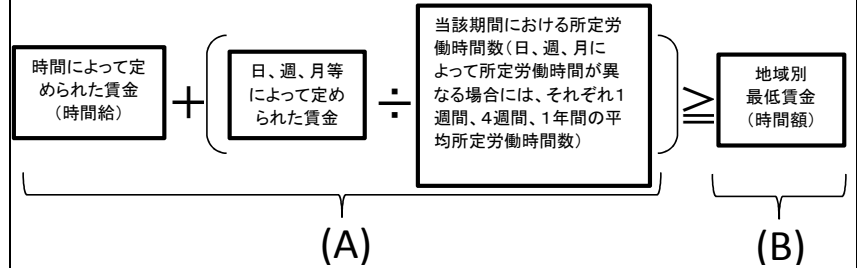 時間によって定
められた賃金
(時間給)
+
日、週、月等
によって定め
られた賃金
÷
当該期間における所定労
働時間数(日、週、月に
よって所定労働時間が異
なる場合には、それぞれ1
週間、4週間、1年間の平
均所定労働時間数)
≧
地域別
最低賃金
(時間額)
(A)
(B)